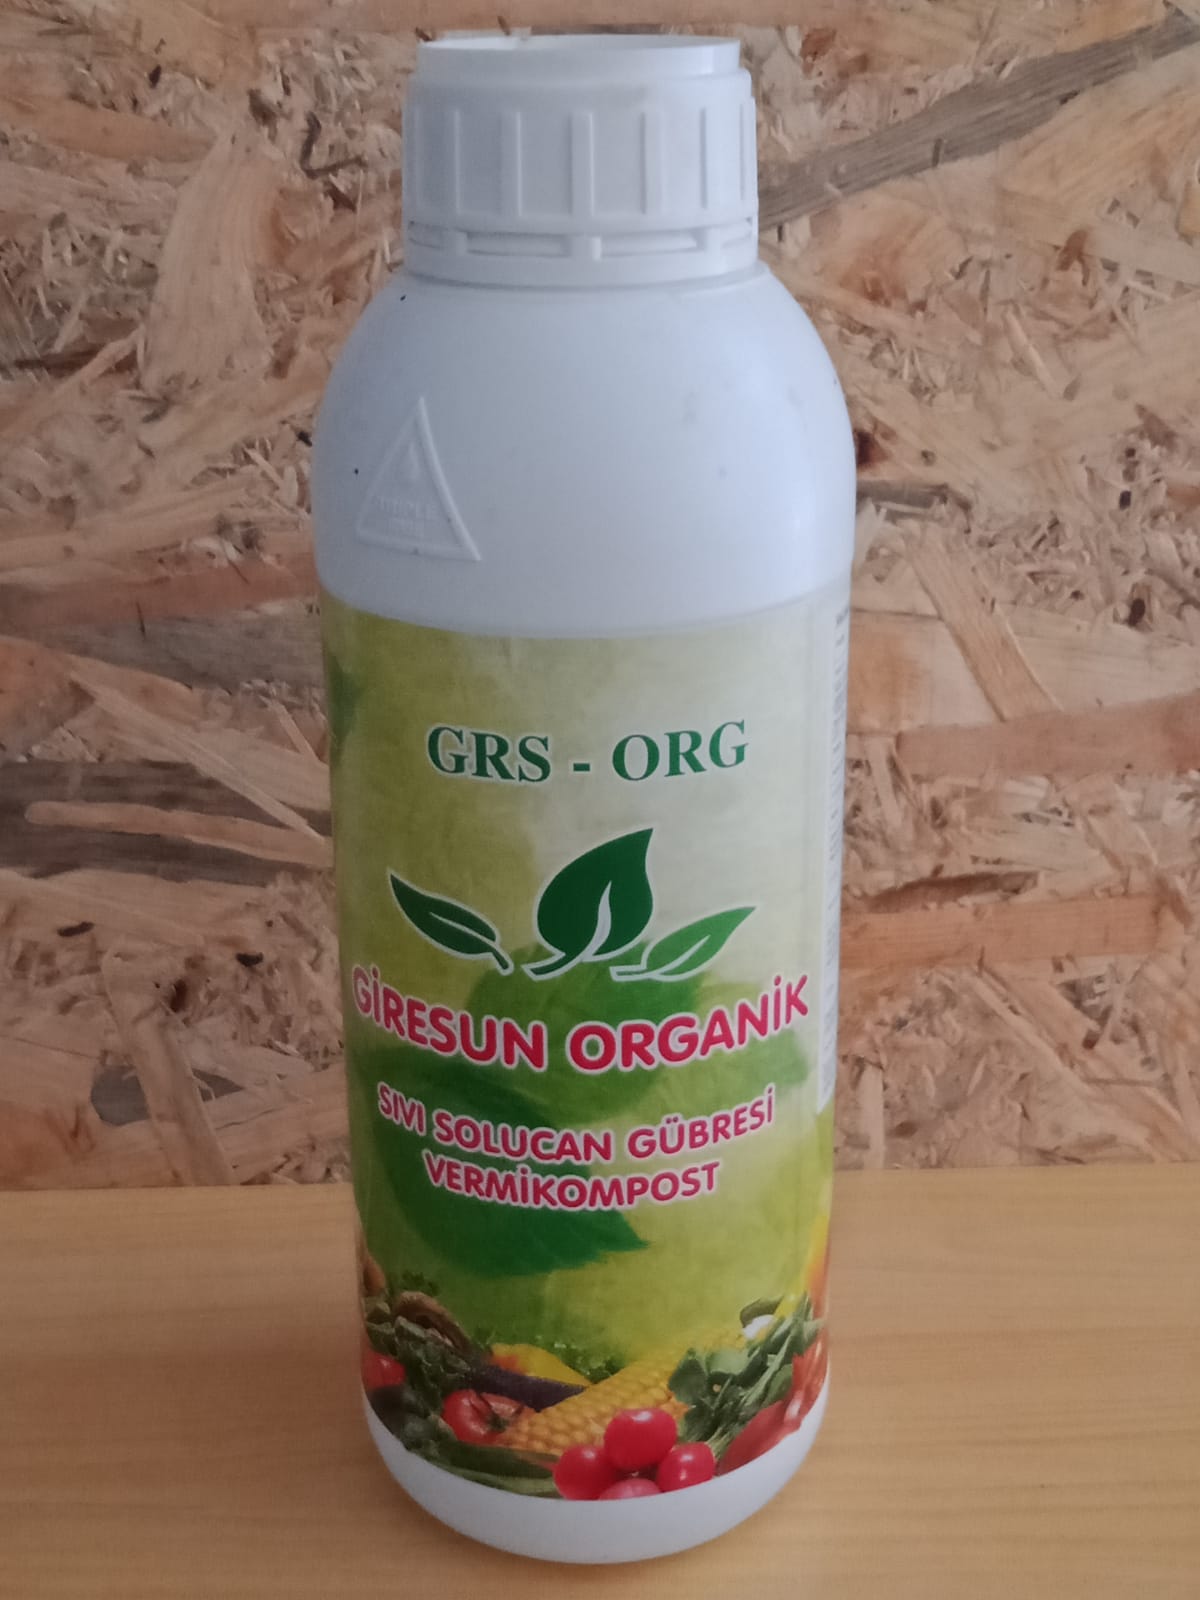 GRS - ORG
GİRESUN ORGANİK
SIVI SOLUCAN GÜBRESİ
VERMİKOMPOST